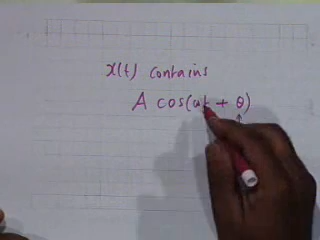 x(t) contains
A cos(ωt + θ)